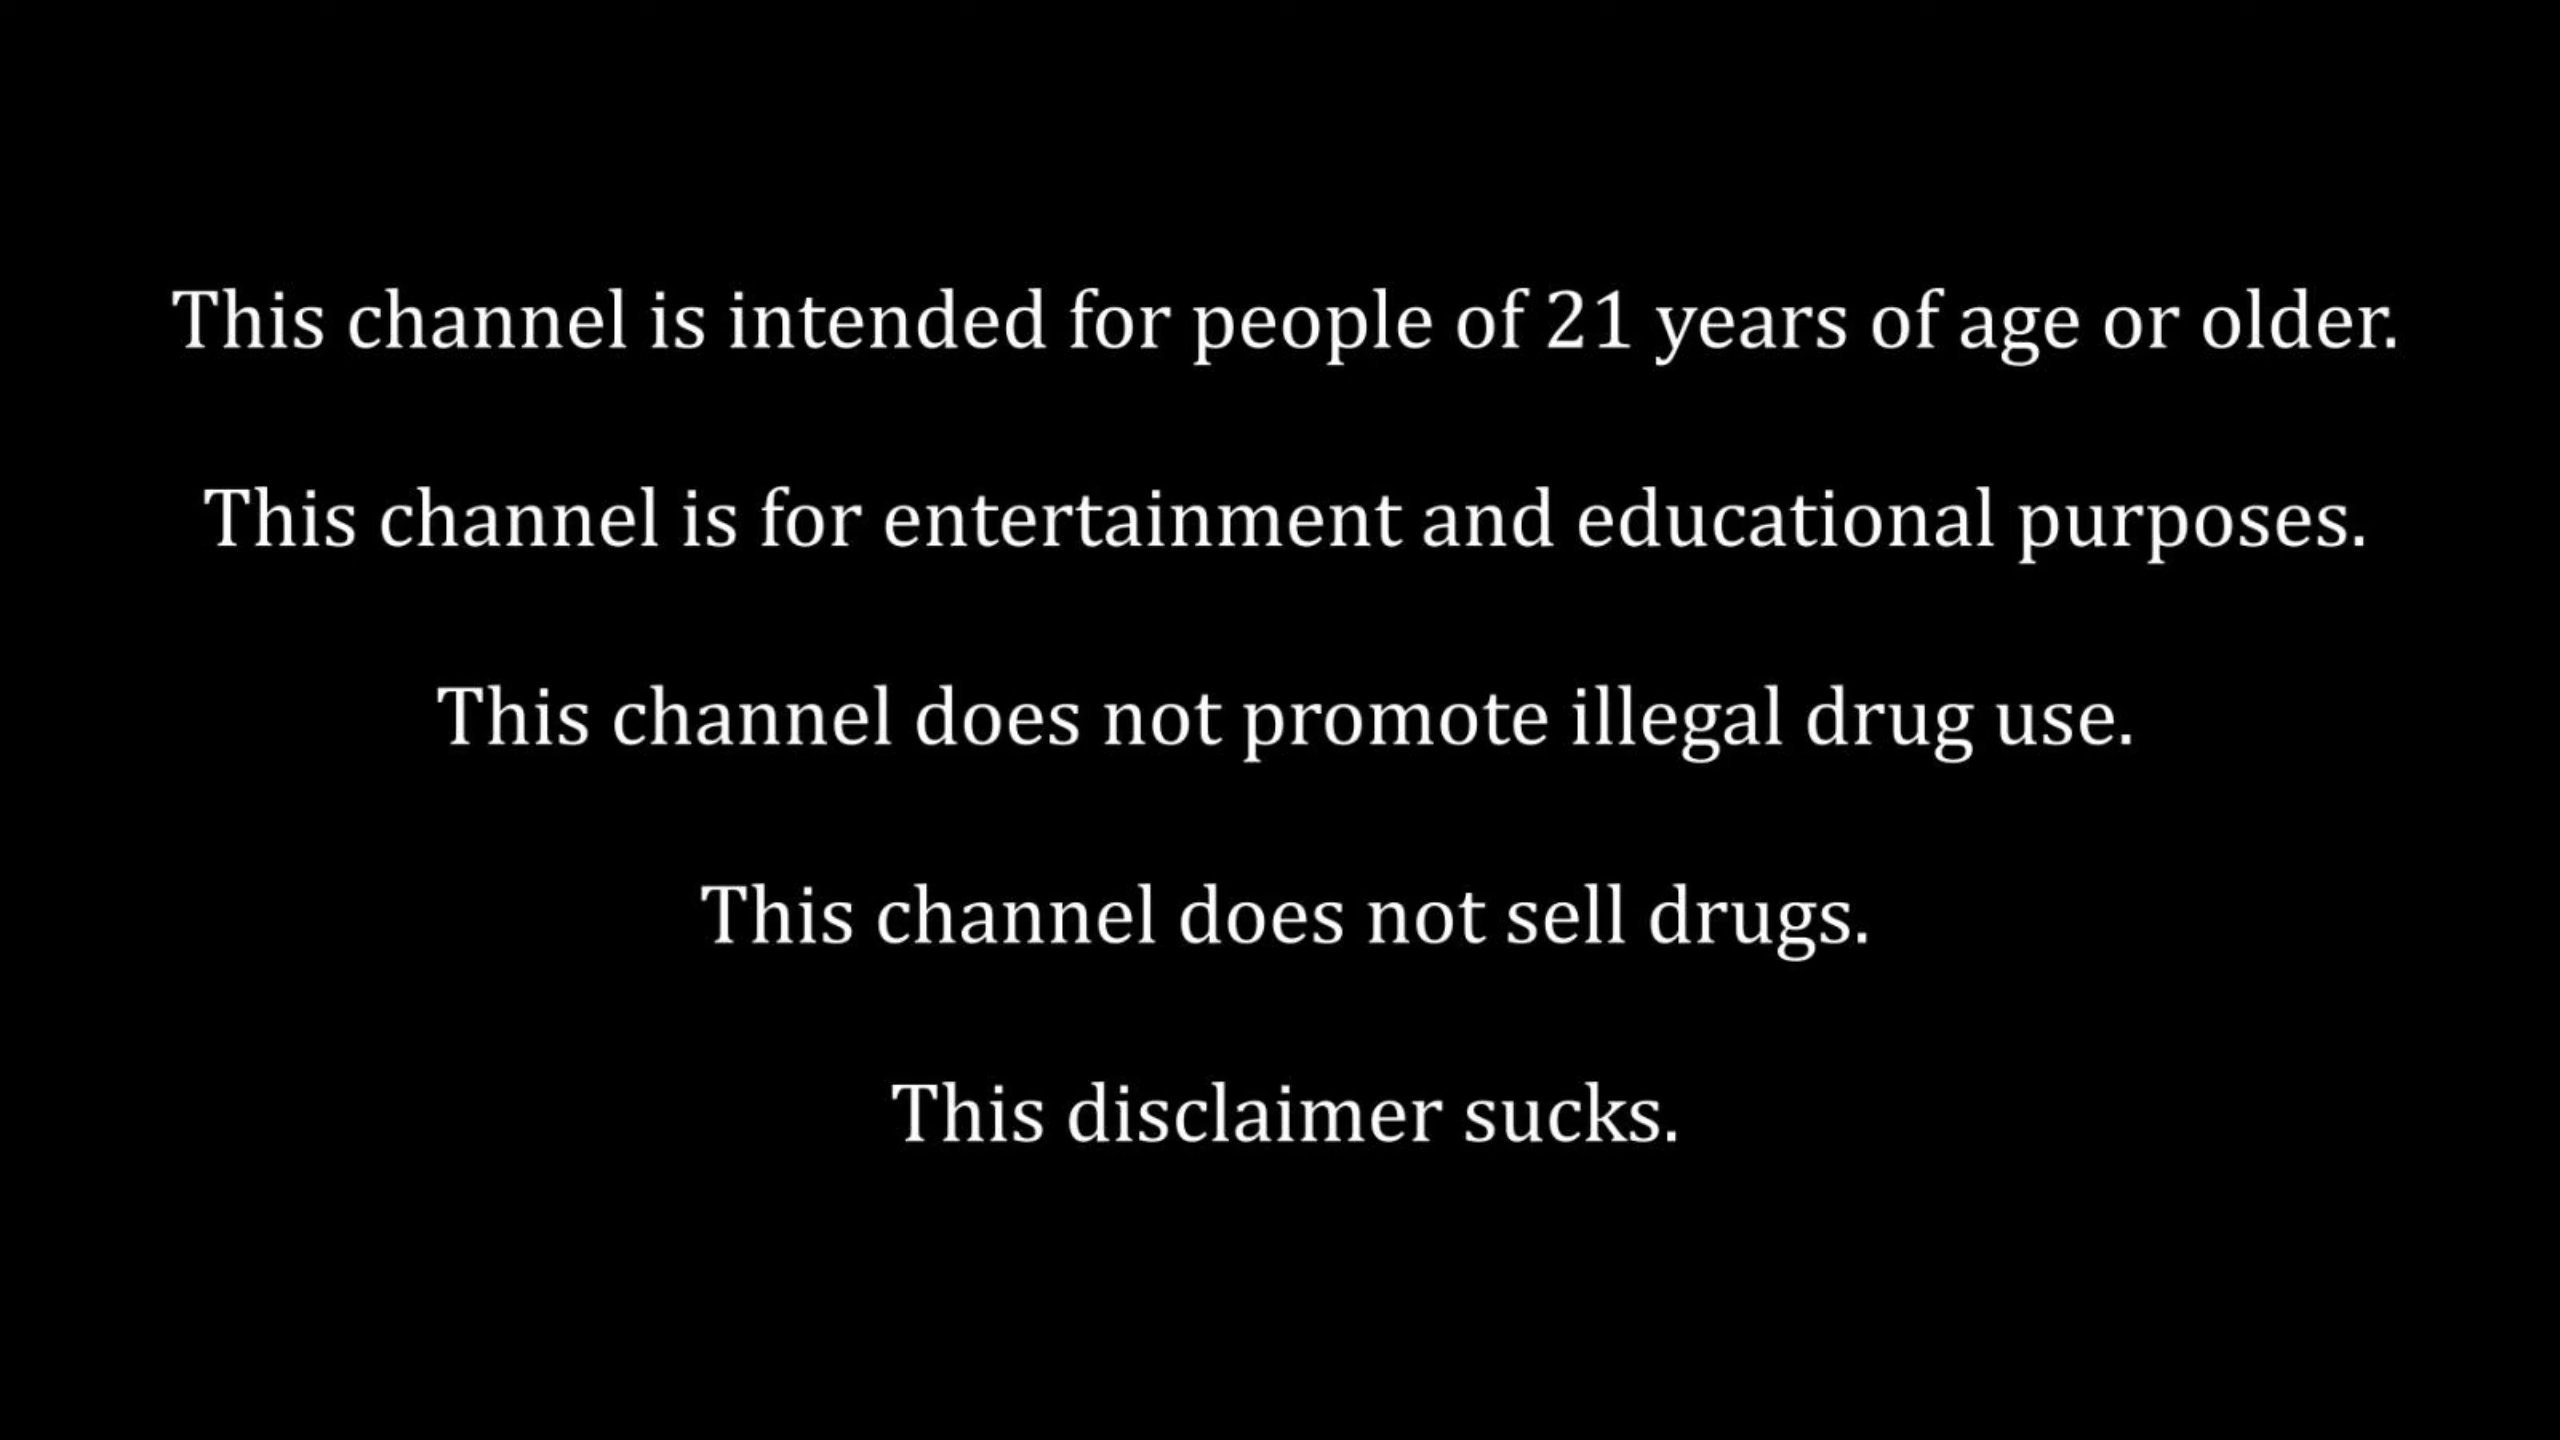 This channel is intended for people of 21 years of age or older.
This channel is for entertainment and educational purposes.
This channel does not promote illegal drug use.
This channel does not sell drugs.
This disclaimer sucks.